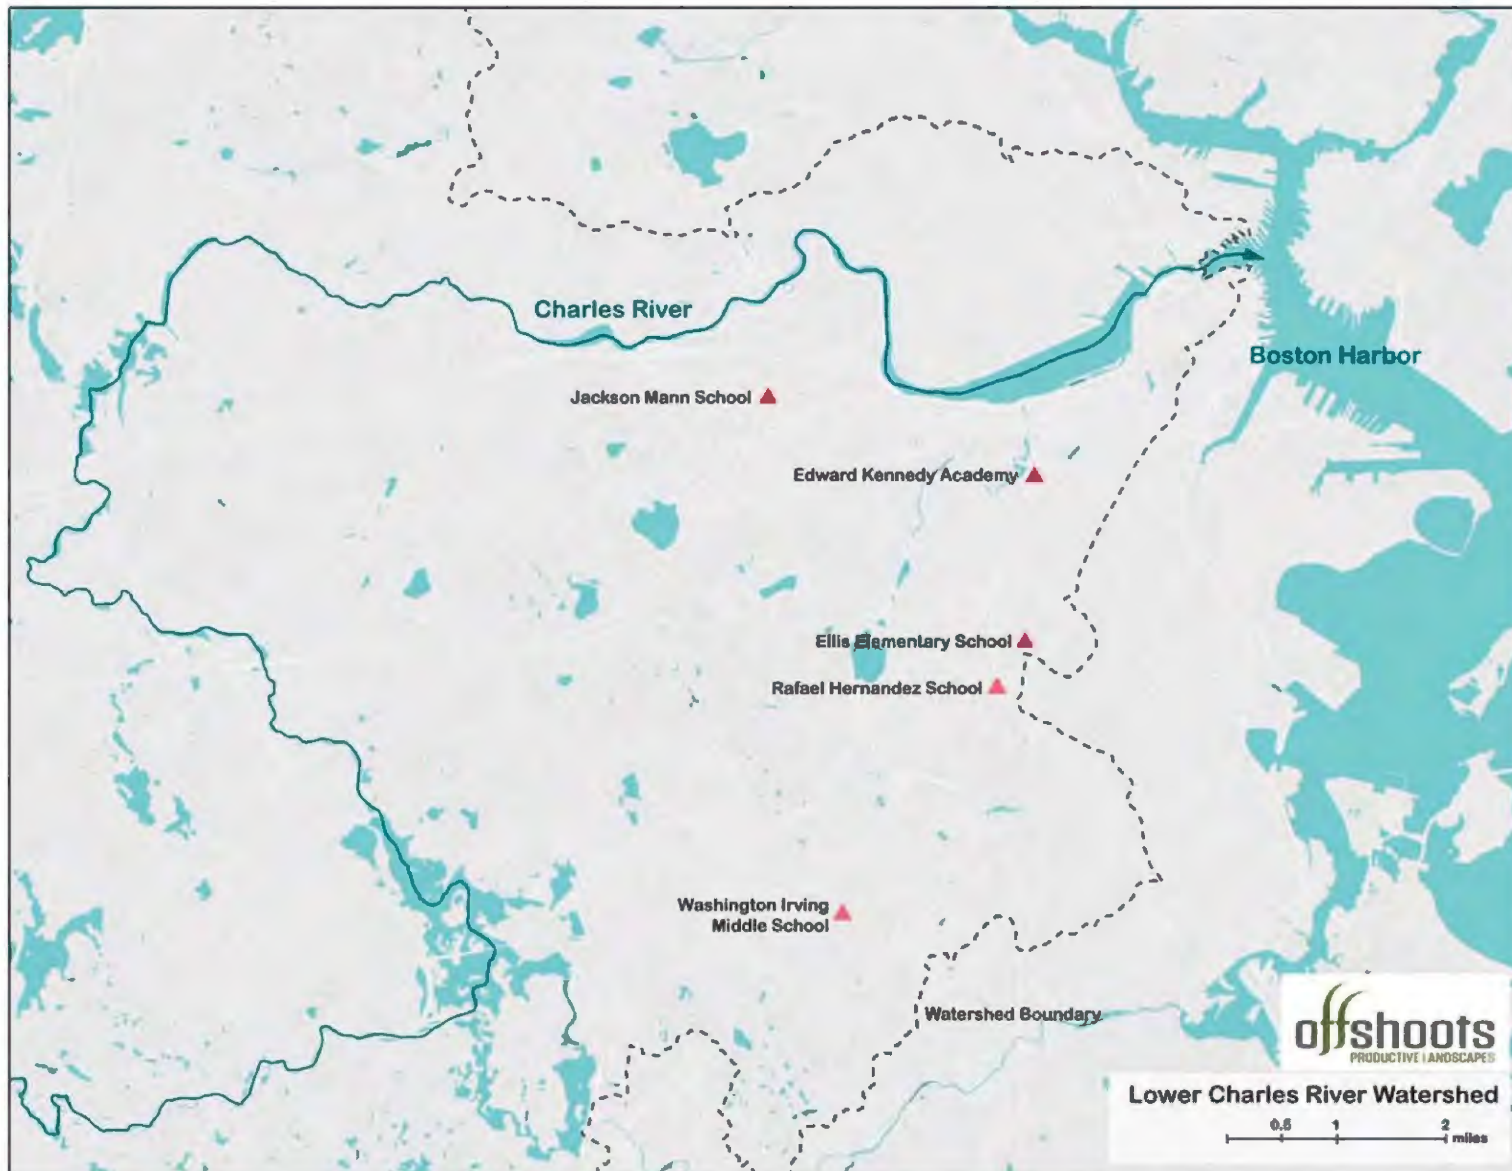 Charles River
Boston Harbor
Jackson Mann School
Edward Kennedy Academy
Ellis Elementary School
Rafael Hernandez School
Washington Irving
Middle School
Watershed Boundary
offshoots
PRODUCTIVE LANDSCAPES
Lower Charles River Watershed
0.5 1 2
miles